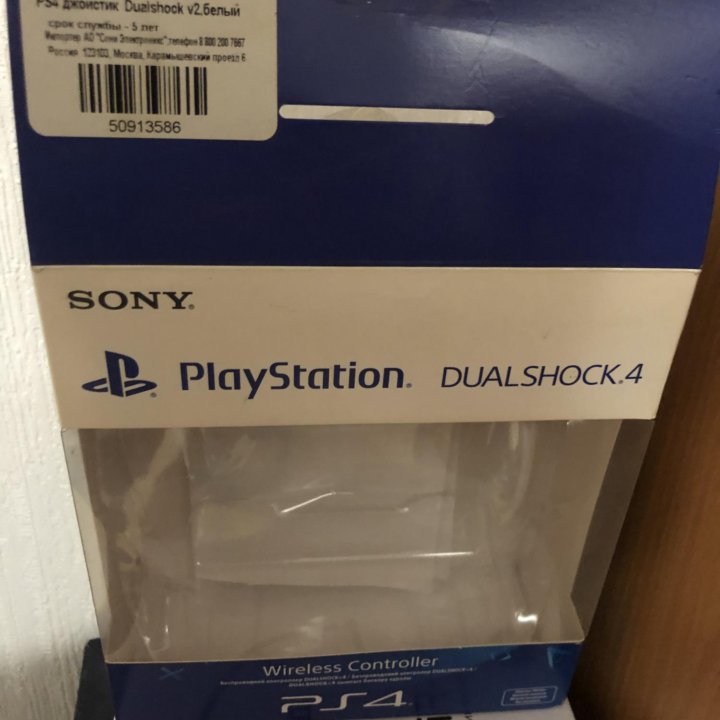 PS4 джойстик Dualshock v2,белый
срок службы - 5 лет
Импортер АО "Сони Электроникс",телефон 8 800 200 7667
Россия 123103, Москва, Карамышевский проезд 6
50913586
SONY
PlayStation DUALSHOCK 4
Wireless Controller
PS4